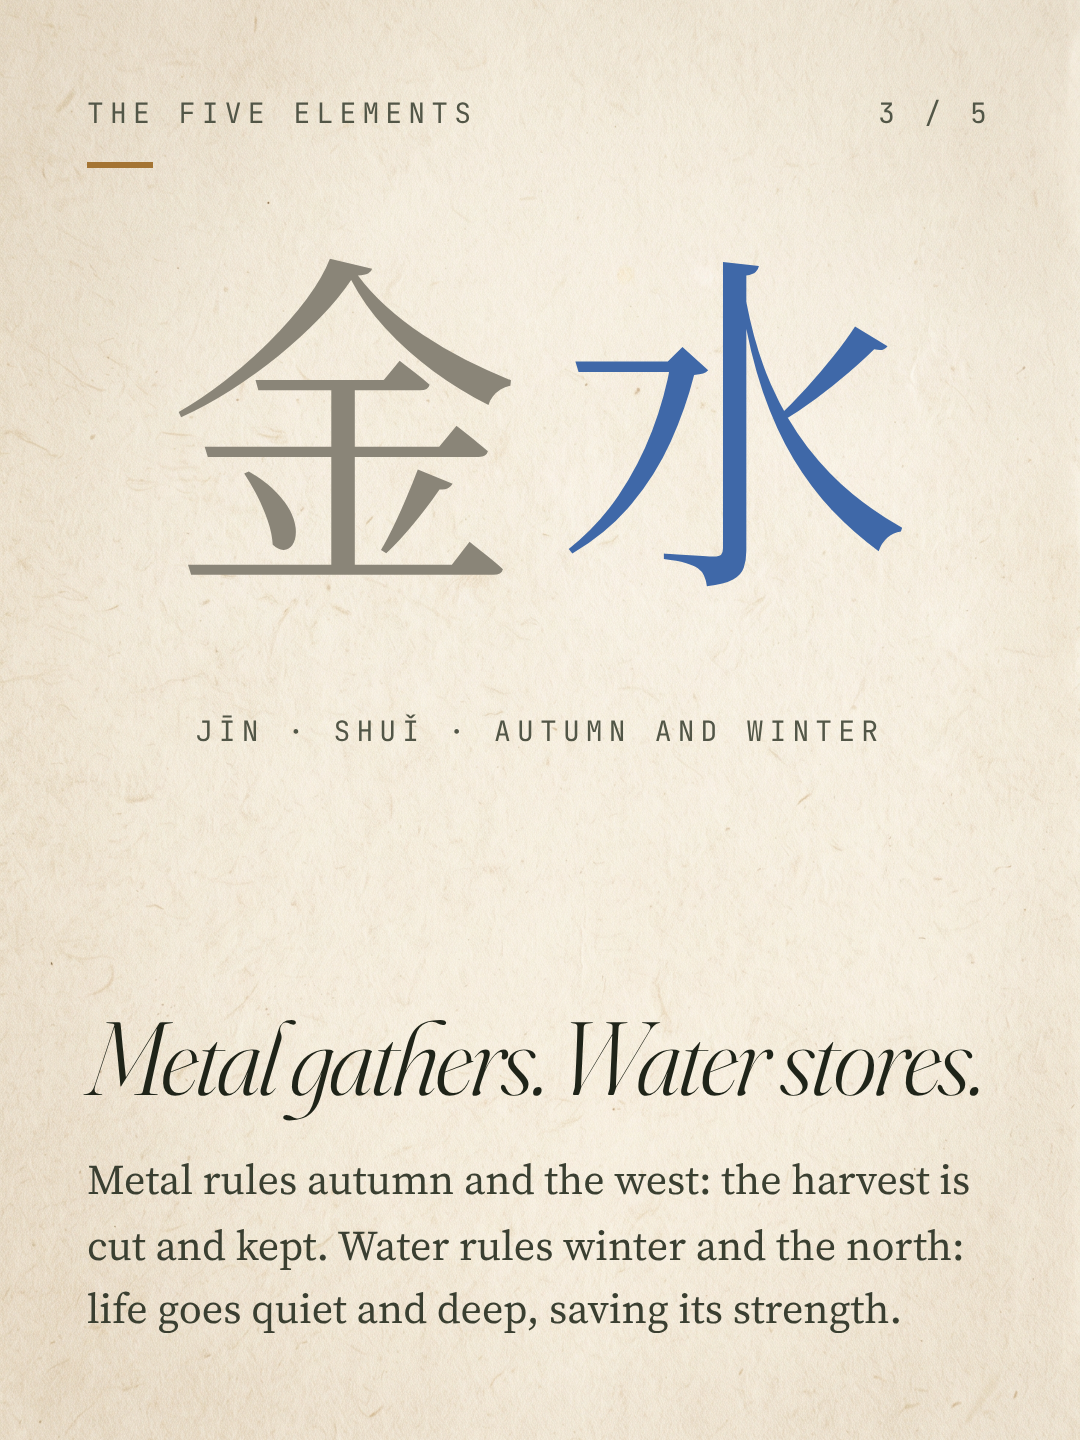 THE FIVE ELEMENTS
3 / 5
金水
JĪN · SHUǏ · AUTUMN AND WINTER
Metal gathers. Water stores.
Metal rules autumn and the west: the harvest is
cut and kept. Water rules winter and the north:
life goes quiet and deep, saving its strength.